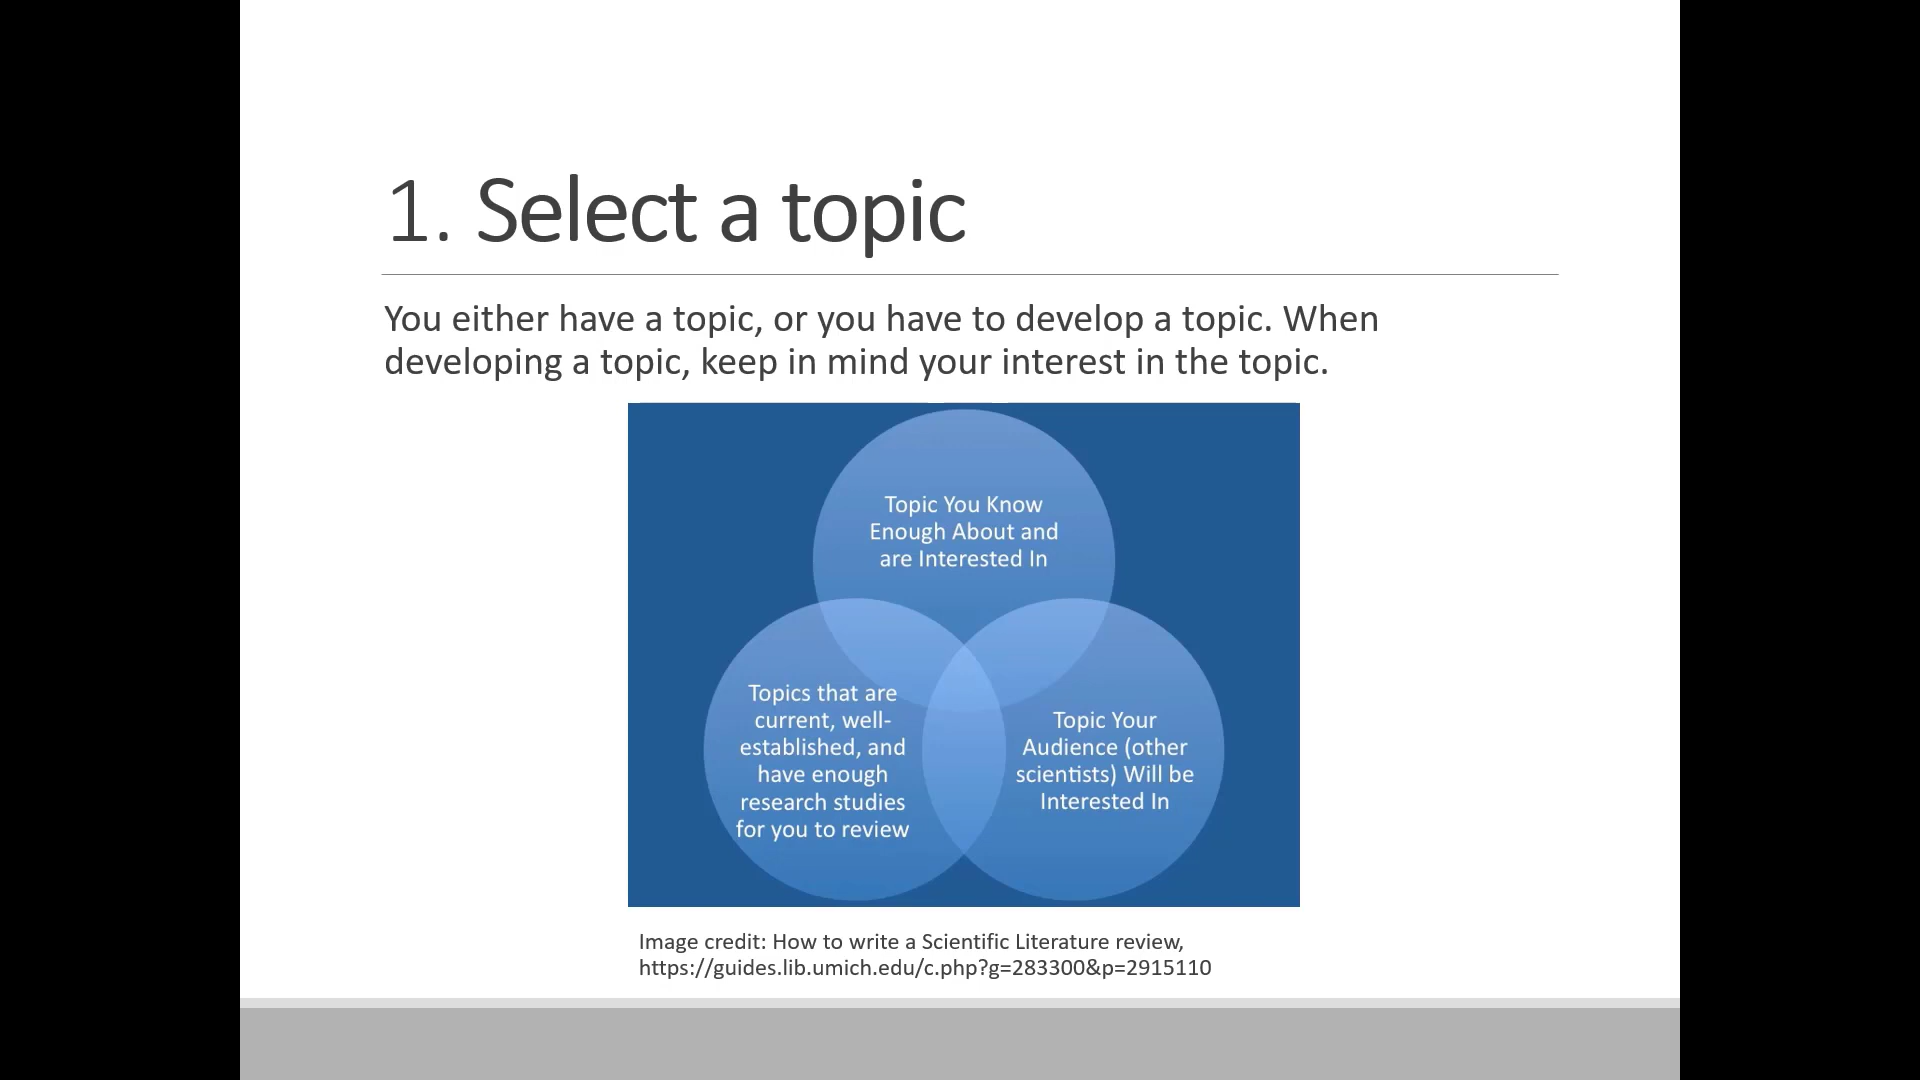 1. Select a topic
You either have a topic, or you have to develop a topic. When
developing a topic, keep in mind your interest in the topic.
Topic You Know
Enough About and
are Interested In
Topics that are
current, well-
established, and
have enough
research studies
for you to review
Topic Your
Audience (other
scientists) Will be
Interested In
Image credit: How to write a Scientific Literature review,
https://guides.lib.umich.edu/c.php?g=283300&p=2915110